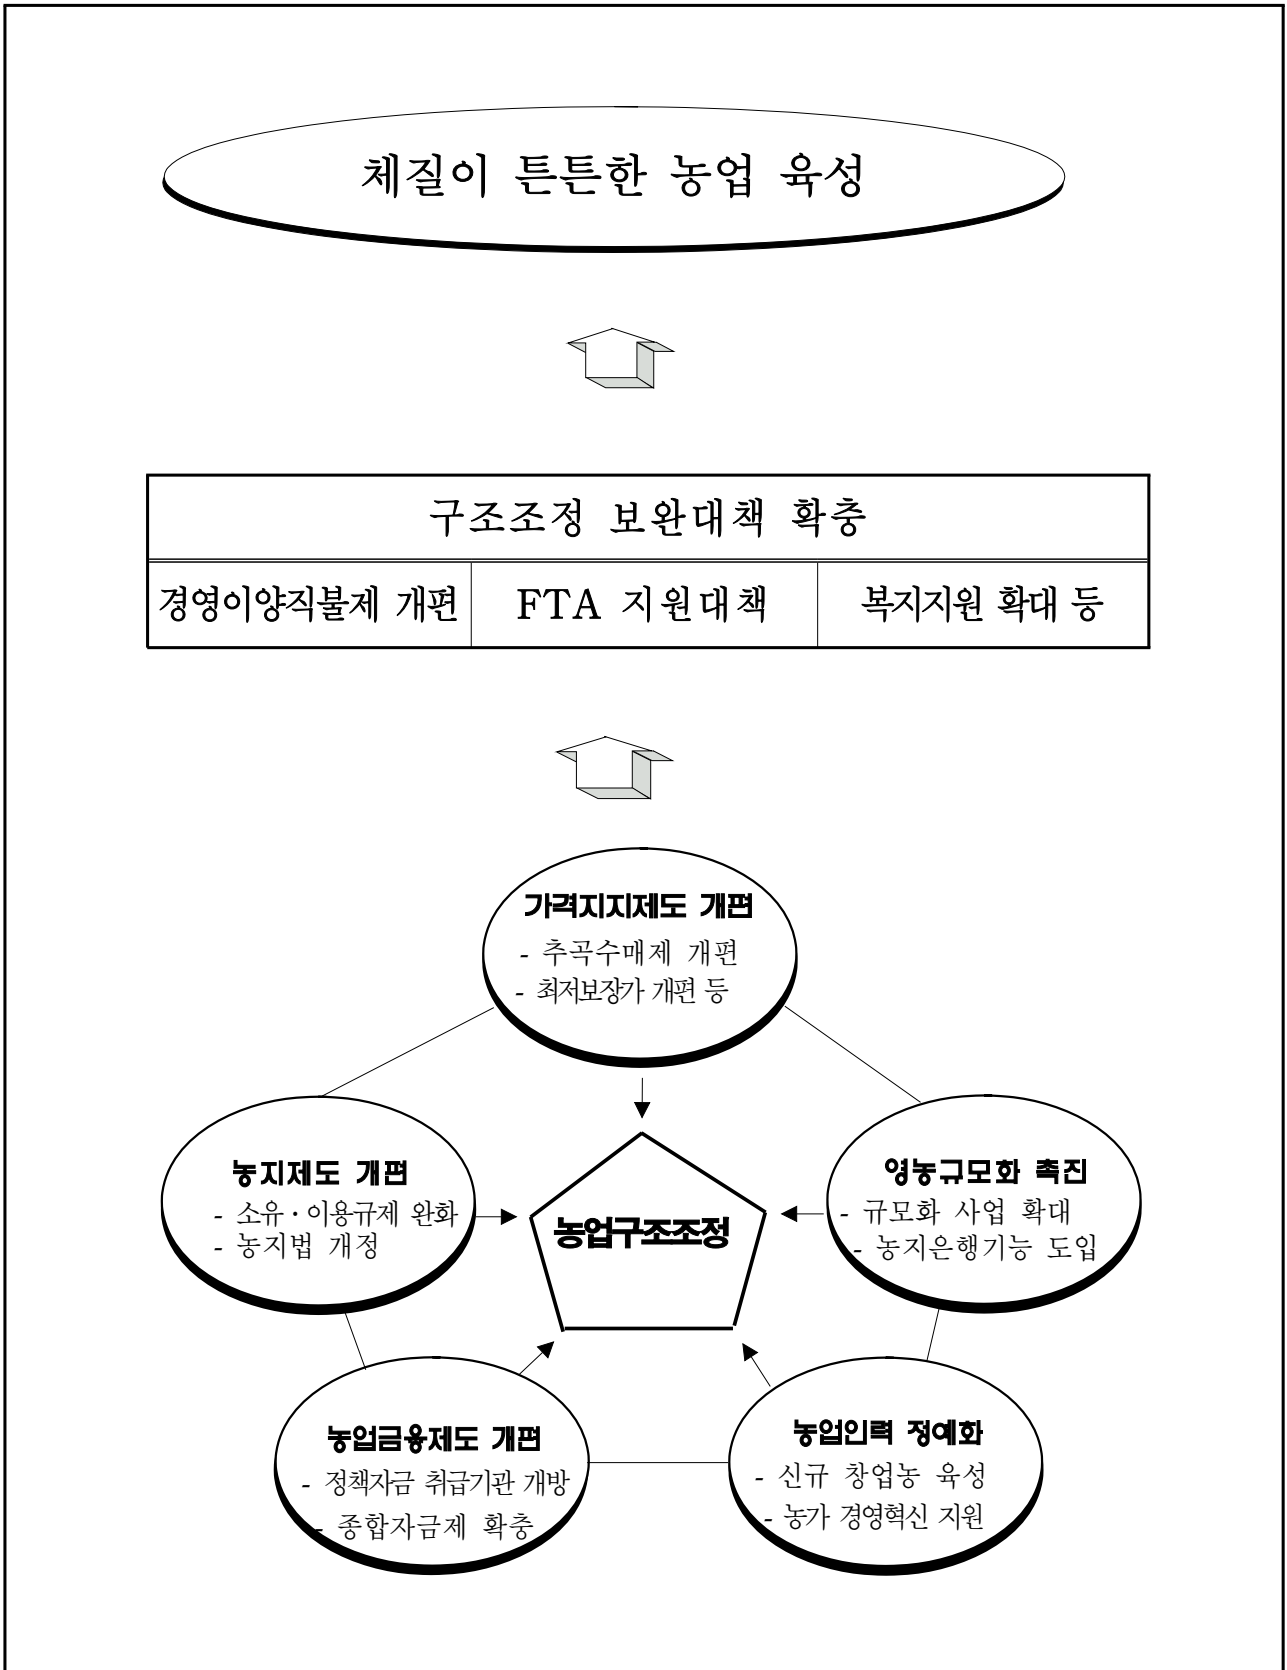 체질이 튼튼한 농업 육성
구조조정 보완대책 확충
경영이양직불제 개편 FTA 지원대책 복지지원 확대 등
가격지지제도 개편
- 추곡수매제 개편
- 최저보장가 개편 등
농지제도 개편
- 소유·이용규제 완화
- 농지법 개정
농업구조조정
영농규모화 촉진
- 규모화 사업 확대
- 농지은행기능 도입
농업금융제도 개편
- 정책자금 취급기관 개방
- 종합자금제 확충
농업인력 정예화
- 신규 창업농 육성
- 농가 경영혁신 지원